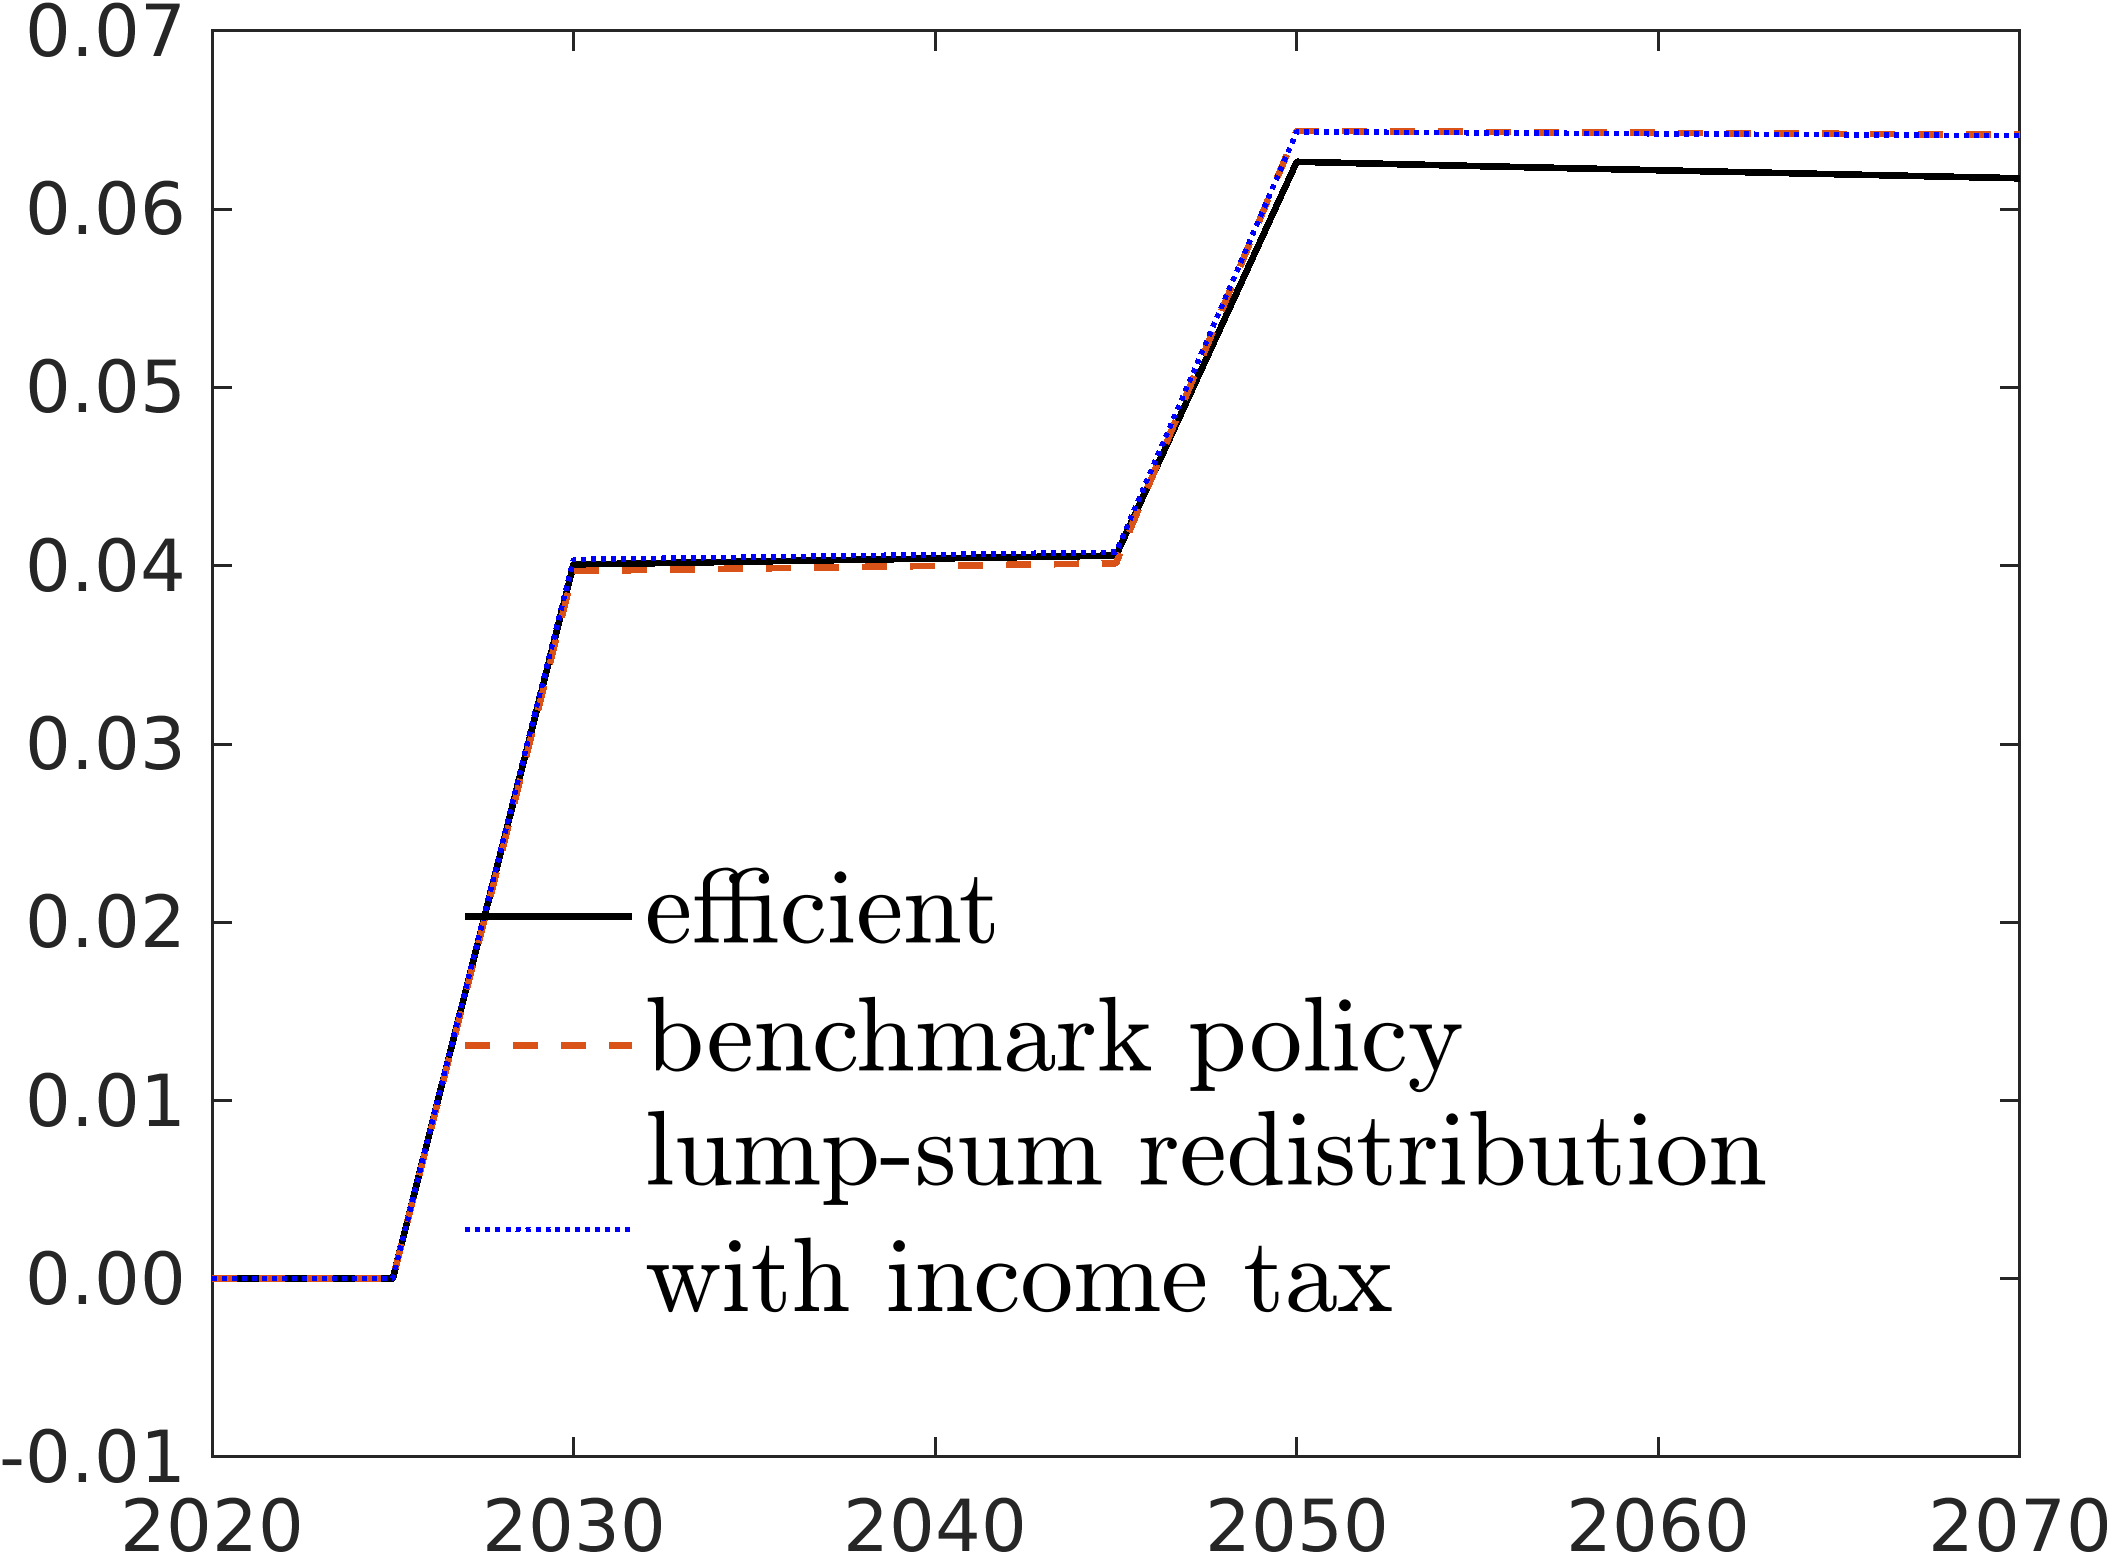 0.07
0.06
0.05
0.04
0.03
0.02
0.01
0.00
-0.01
efficient
benchmark policy
lump-sum redistribution
with income tax
2020 2030 2040 2050 2060 2070